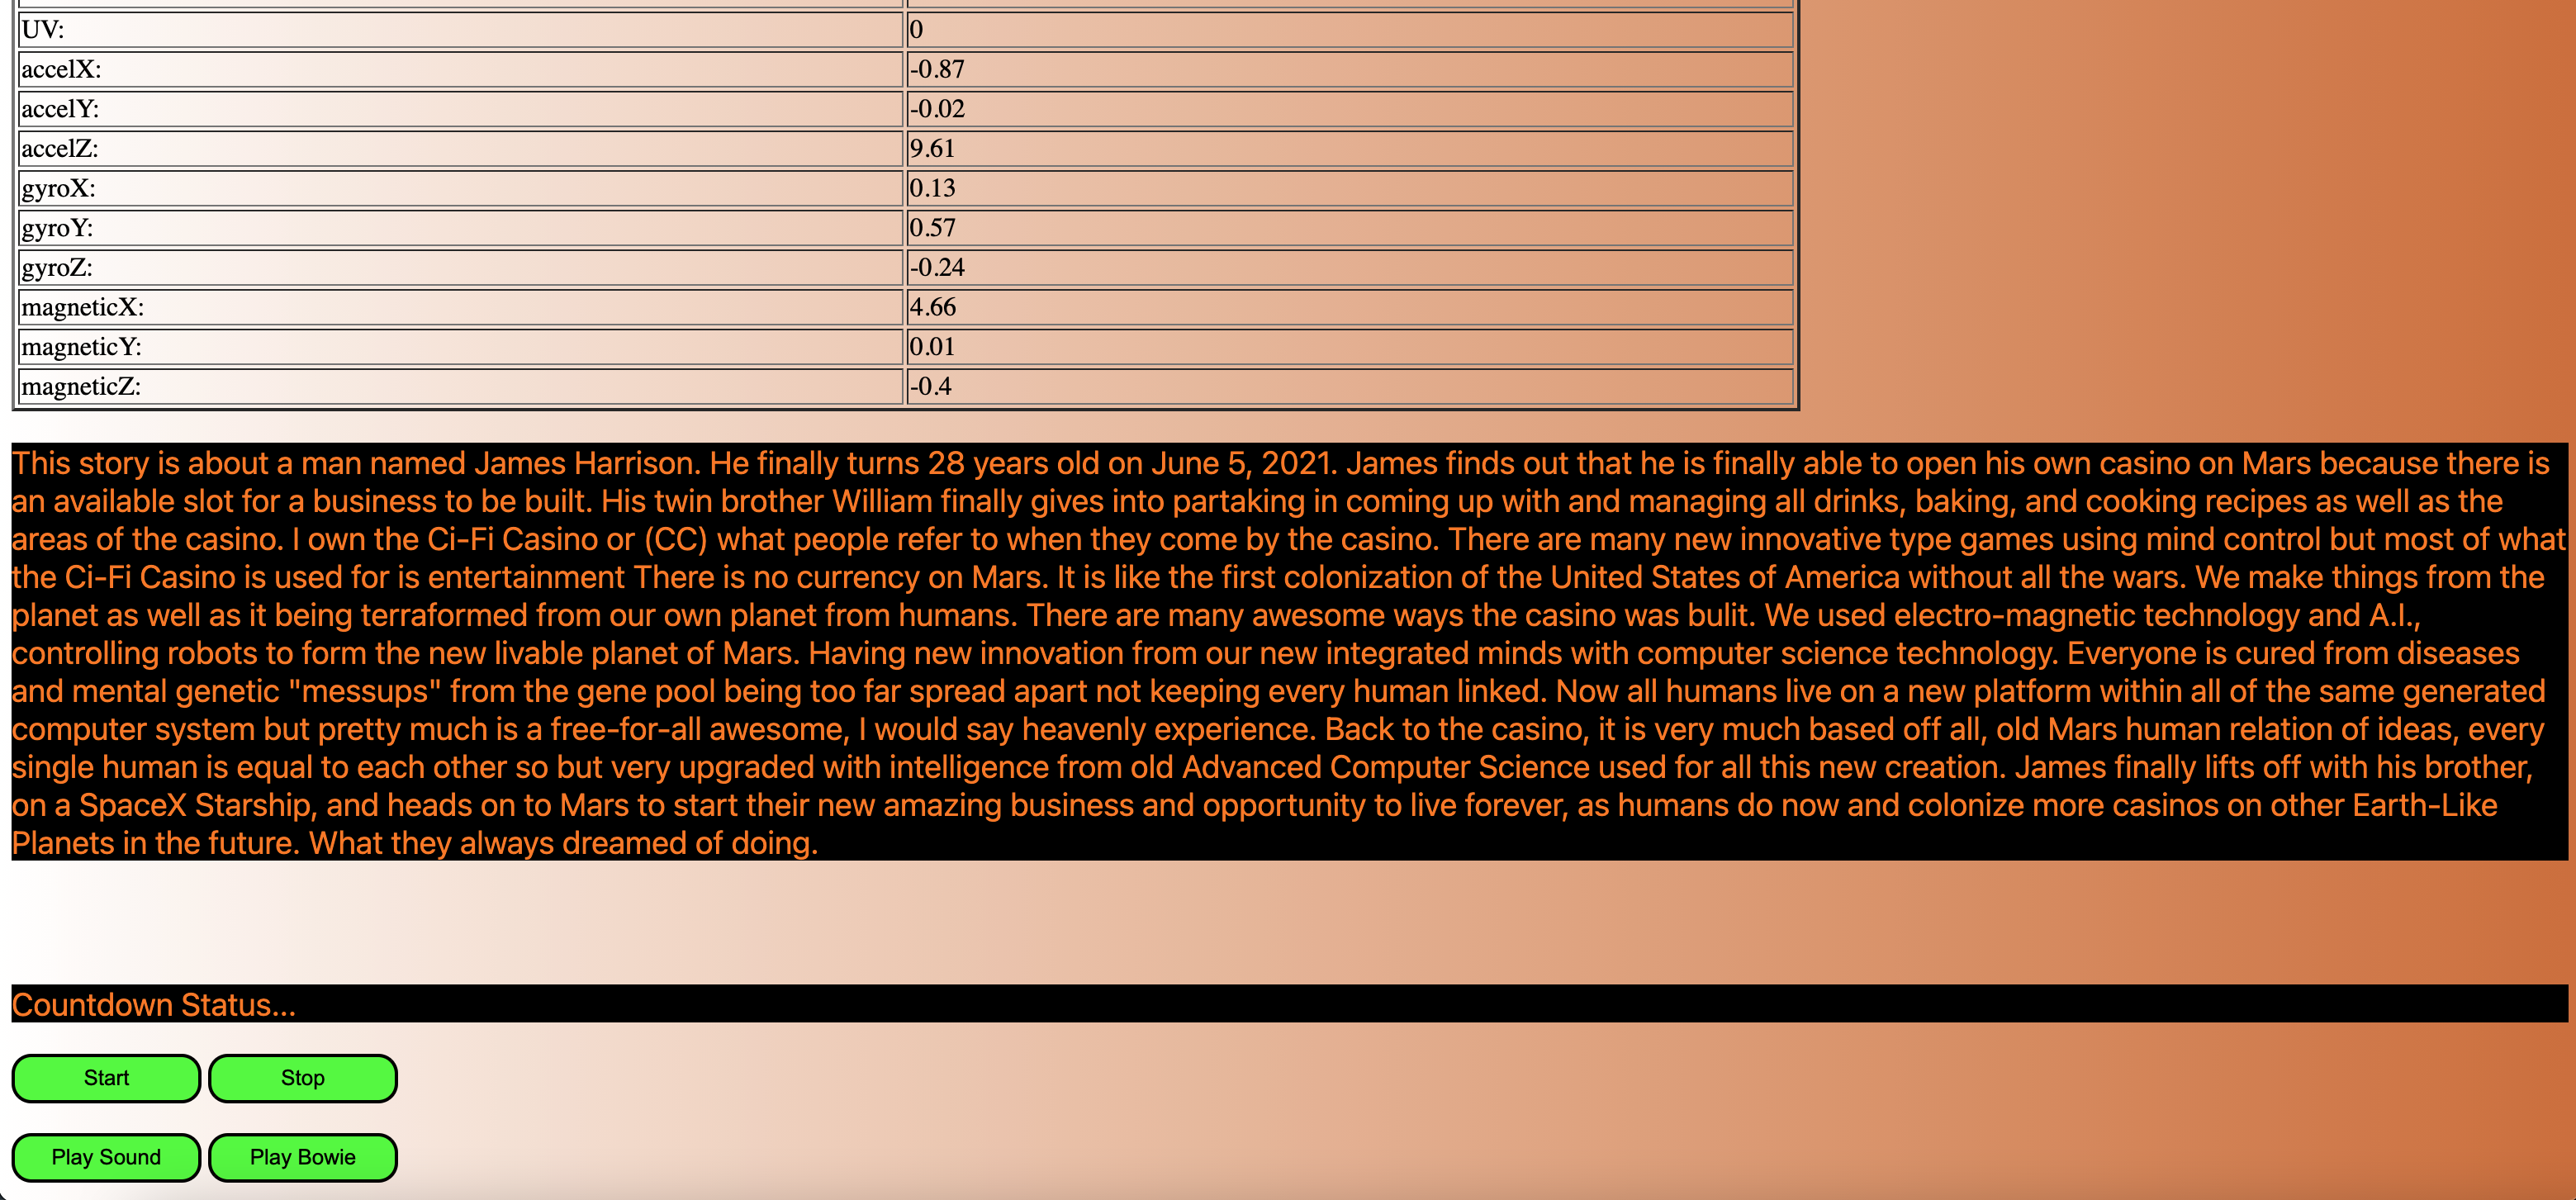 UV: 0
accelX: -0.87
accelY: -0.02
accelZ: 9.61
gyroX: 0.13
gyroY: 0.57
gyroZ: -0.24
magneticX: 4.66
magneticY: 0.01
magneticZ: -0.4
This story is about a man named James Harrison. He finally turns 28 years old on June 5, 2021. James finds out that he is finally able to open his own casino on Mars because there is
an available slot for a business to be built. His twin brother William finally gives into partaking in coming up with and managing all drinks, baking, and cooking recipes as well as the
areas of the casino. I own the Ci-Fi Casino or (CC) what people refer to when they come by the casino. There are many new innovative type games using mind control but most of what
the Ci-Fi Casino is used for is entertainment There is no currency on Mars. It is like the first colonization of the United States of America without all the wars. We make things from the
planet as well as it being terraformed from our own planet from humans. There are many awesome ways the casino was bulit. We used electro-magnetic technology and A.I.,
controlling robots to form the new livable planet of Mars. Having new innovation from our new integrated minds with computer science technology. Everyone is cured from diseases
and mental genetic "messups" from the gene pool being too far spread apart not keeping every human linked. Now all humans live on a new platform within all of the same generated
computer system but pretty much is a free-for-all awesome, I would say heavenly experience. Back to the casino, it is very much based off all, old Mars human relation of ideas, every
single human is equal to each other so but very upgraded with intelligence from old Advanced Computer Science used for all this new creation. James finally lifts off with his brother,
on a SpaceX Starship, and heads on to Mars to start their new amazing business and opportunity to live forever, as humans do now and colonize more casinos on other Earth-Like
Planets in the future. What they always dreamed of doing.
Countdown Status...
Start Stop
Play Sound Play Bowie